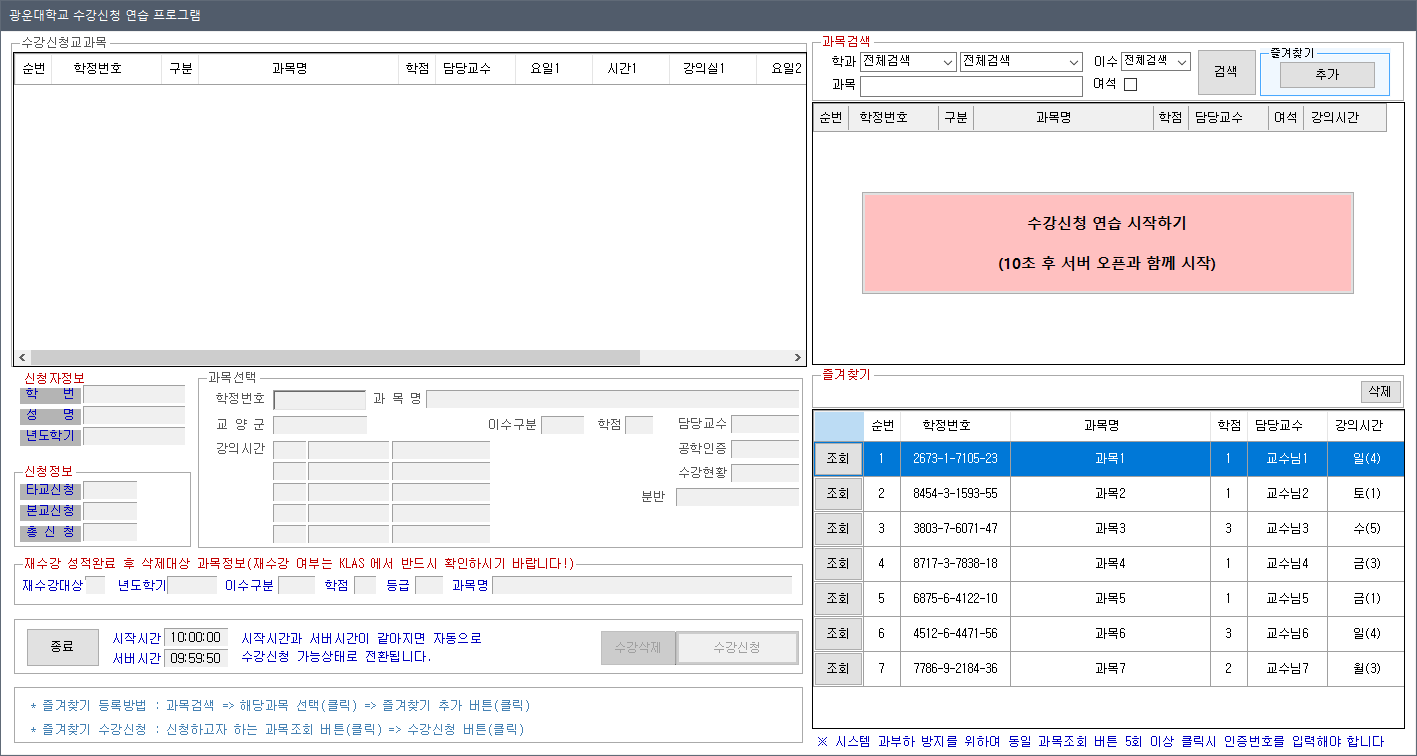 광운대학교 수강신청 연습 프로그램
수강신청교과목
순번 학정번호 구분 과목명 학점 담당교수 요일1 시간1 강의실1 요일2
과목검색
학과 전체검색 전체검색 이수 전체검색 검색
과목 여석
즐겨찾기
추가
순번 학정번호 구분 과목명 학점 담당교수 여석 강의시간
수강신청 연습 시작하기
(10초 후 서버 오픈과 함께 시작)
신청자정보
학 번
성 명
년도학기
신청정보
타교신청
본교신청
총 신 청
과목선택
학정번호 과 목 명
교 양 군 이수구분 학점 담당교수
강의시간 공학인증
수강현황
분반
재수강 성적완료 후 삭제대상 과목정보(재수강 여부는 KLAS 에서 반드시 확인하시기 바랍니다!)
재수강대상 년도학기 이수구분 학점 등급 과목명
종료
시작시간 10:00:00
서버시간 09:59:50
시작시간과 서버시간이 같아지면 자동으로
수강신청 가능상태로 전환됩니다.
수강삭제 수강신청
* 즐겨찾기 등록방법 : 과목검색 => 해당과목 선택(클릭) => 즐겨찾기 추가 버튼(클릭)
* 즐겨찾기 수강신청 : 신청하고자 하는 과목조회 버튼(클릭) => 수강신청 버튼(클릭)
즐겨찾기
삭제
순번 학정번호 과목명 학점 담당교수 강의시간
조회 1 2673-1-7105-23 과목1 1 교수님1 일(4)
조회 2 8454-3-1593-55 과목2 1 교수님2 토(1)
조회 3 3803-7-6071-47 과목3 3 교수님3 수(5)
조회 4 8717-3-7838-18 과목4 1 교수님4 금(3)
조회 5 6875-6-4122-10 과목5 1 교수님5 금(1)
조회 6 4512-6-4471-56 과목6 3 교수님6 일(4)
조회 7 7786-9-2184-36 과목7 2 교수님7 월(3)
※ 시스템 과부하 방지를 위하여 동일 과목조회 버튼 5회 이상 클릭시 인증번호를 입력해야 합니다